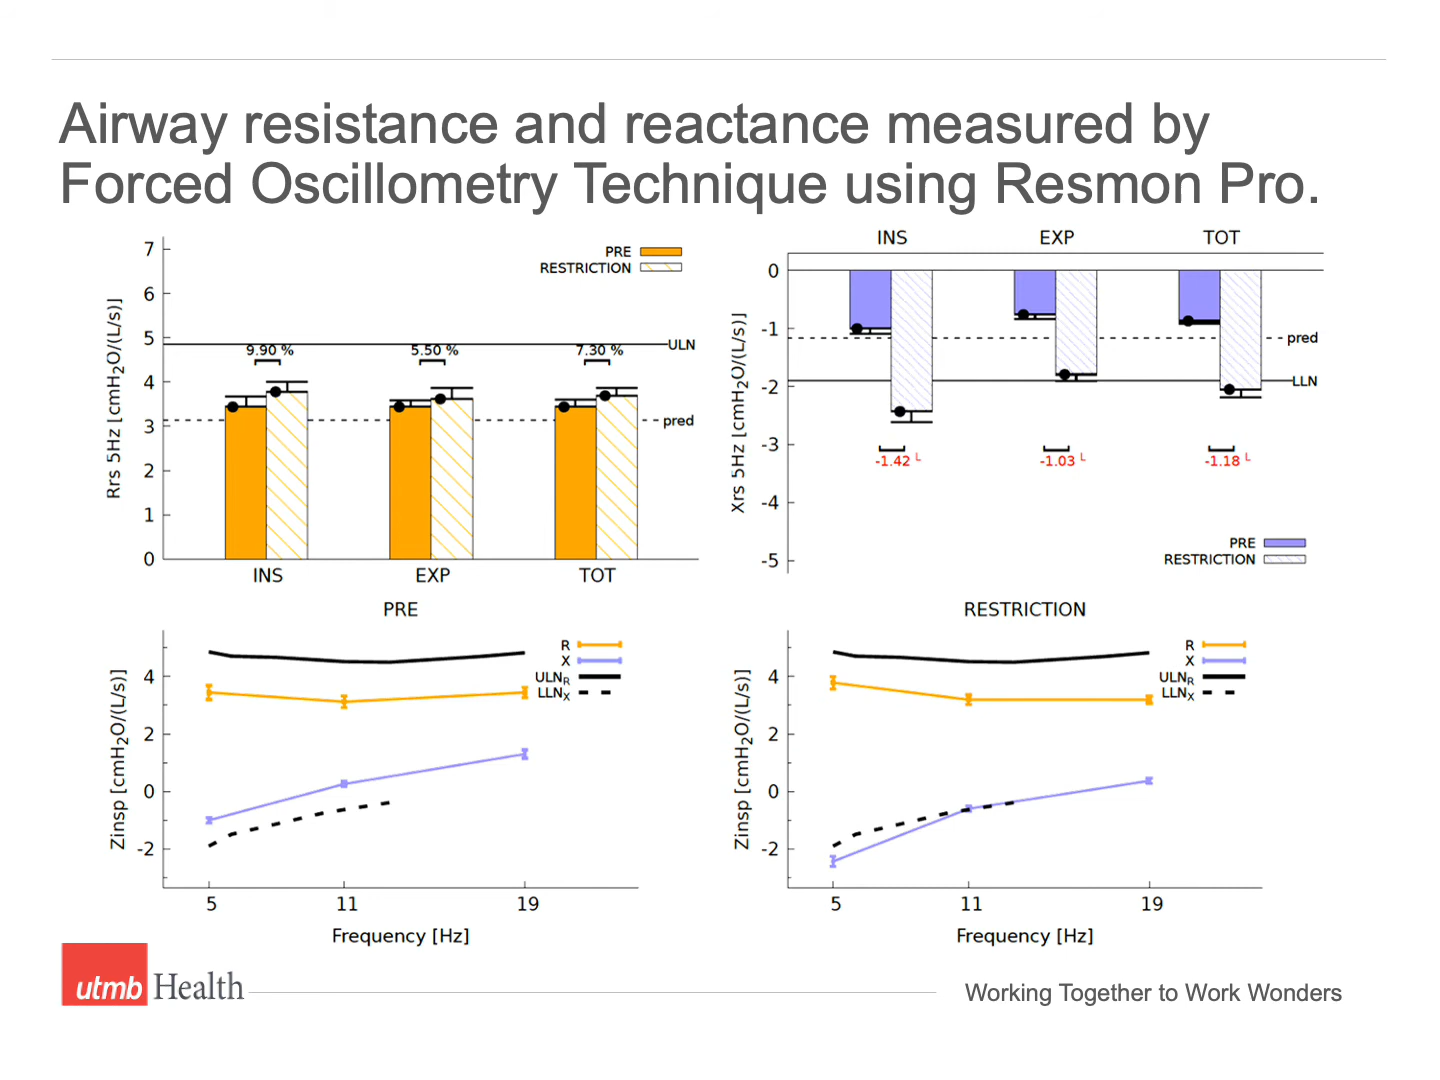 Airway resistance and reactance measured by
Forced Oscillometry Technique using Resmon Pro.
7
6
5
4
3
2
1
0
Rrs 5Hz [cmH2O/(L/s)]
PRE
RESTRICTION
ULN
9.90 %
5.50 %
7.30 %
pred
INS
EXP
TOT
INS
EXP
TOT
0
-1
-2
-3
-4
-5
Xrs 5Hz [cmH2O/(L/s)]
pred
LLN
-1.42 L
-1.03 L
-1.18 L
PRE
RESTRICTION
PRE
4
2
0
-2
Zinsp [cmH2O/(L/s)]
R
X
ULNR
LLNX
5
11
19
Frequency [Hz]
RESTRICTION
4
2
0
-2
Zinsp [cmH2O/(L/s)]
R
X
ULNR
LLNX
5
11
19
Frequency [Hz]
utmb Health
Working Together to Work Wonders